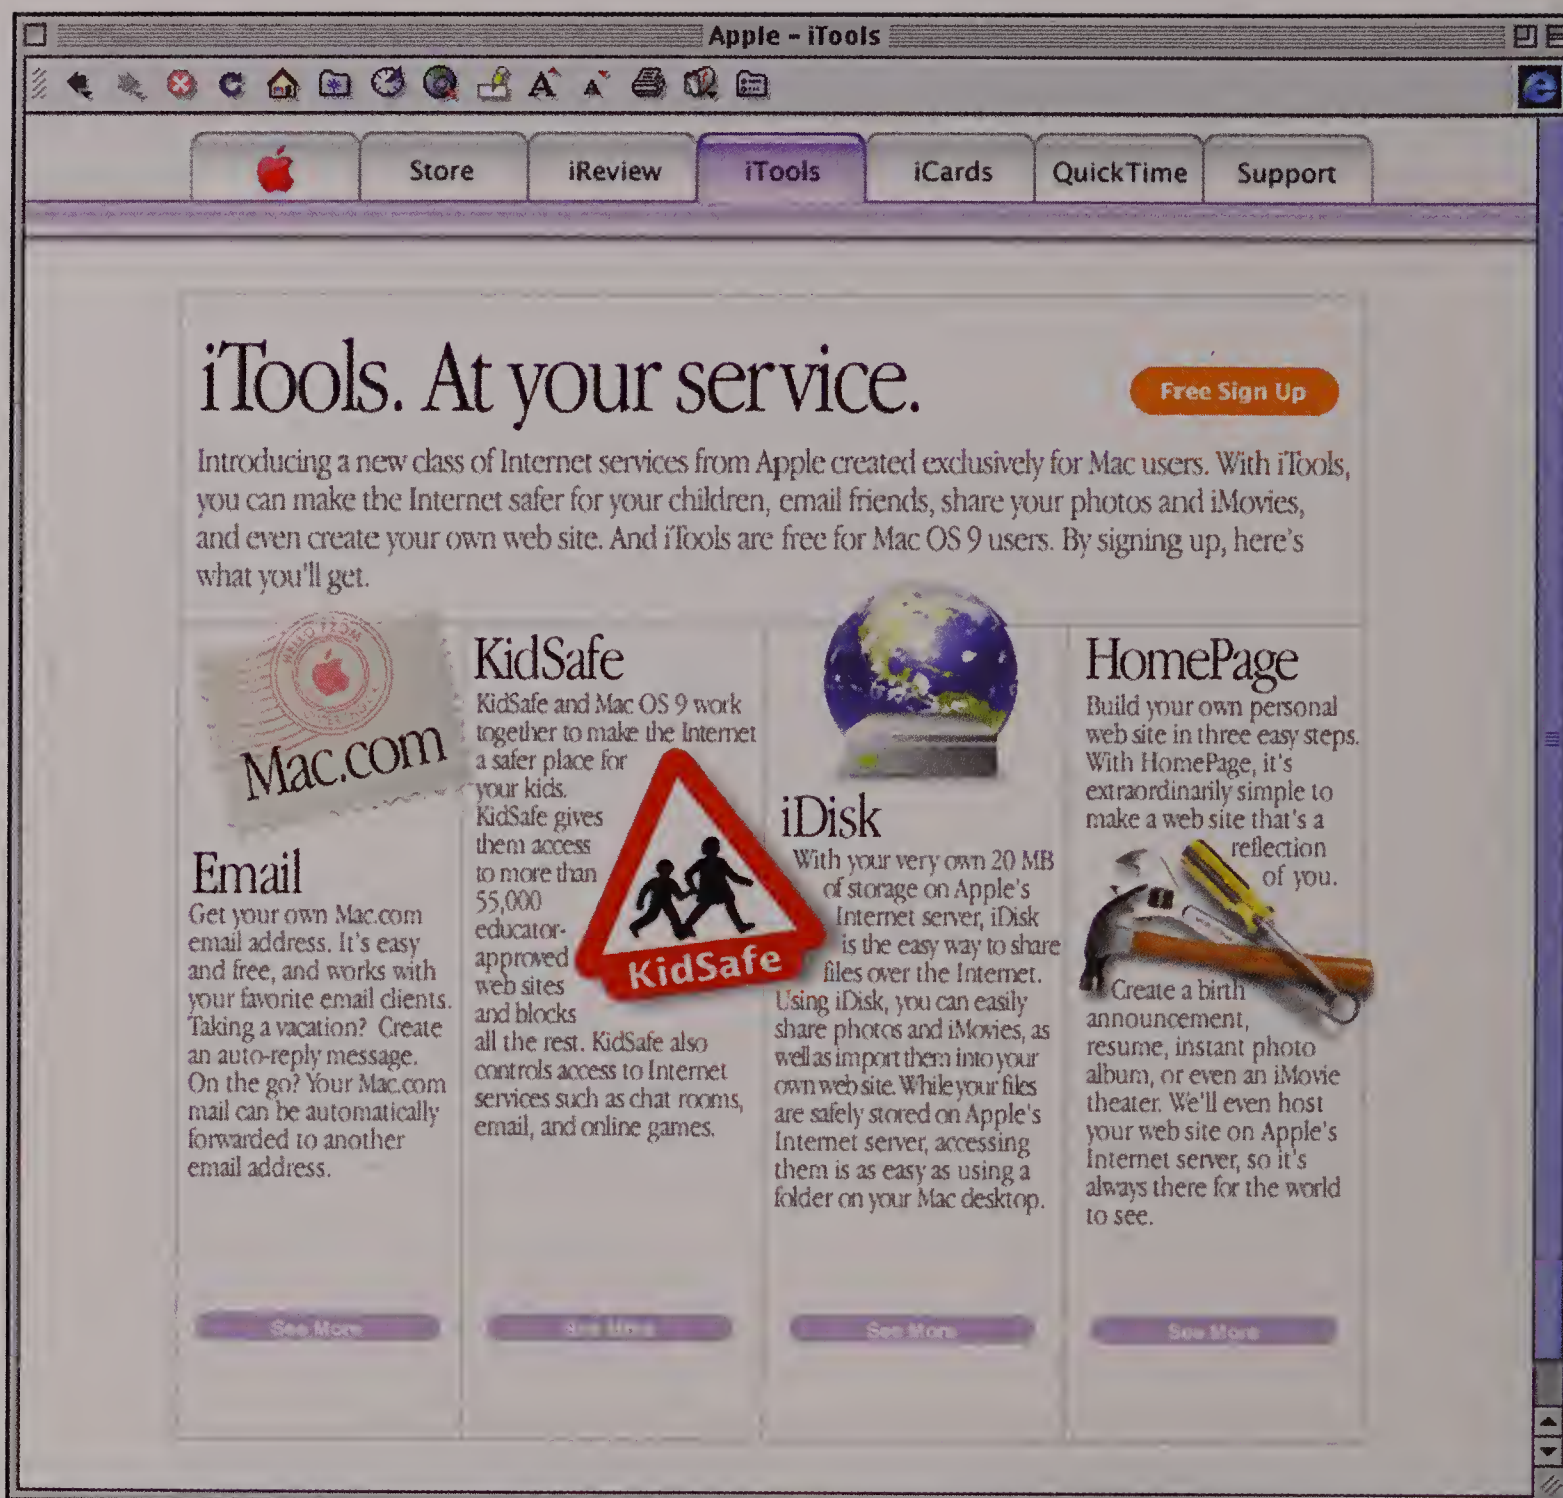 Apple - iTools
Store
iReview
iTools
iCards
QuickTime
Support
iTools. At your service.
Free Sign Up
Introducing a new class of Internet services from Apple created exclusively for Mac users. With iTools,
you can make the Internet safer for your children, email friends, share your photos and iMovies,
and even create your own web site. And iTools are free for Mac OS 9 users. By signing up, here's
what you'll get.
HELLO FROM
Mac.com
Email
Get your own Mac.com
email address. It's easy
and free, and works with
your favorite email clients.
Taking a vacation? Create
an auto-reply message.
On the go? Your Mac.com
mail can be automatically
forwarded to another
email address.
See More
KidSafe
KidSafe and Mac OS 9 work
together to make the Internet
a safer place for
your kids.
KidSafe gives
them access
to more than
55,000
educator-
approved
web sites
and blocks
all the rest. KidSafe also
controls access to Internet
services such as chat rooms,
email, and online games.
KidSafe
See More
iDisk
With your very own 20 MB
of storage on Apple's
Internet server, iDisk
is the easy way to share
files over the Internet.
Using iDisk, you can easily
share photos and iMovies, as
well as import them into your
own web site. While your files
are safely stored on Apple's
Internet server, accessing
them is as easy as using a
folder on your Mac desktop.
See More
HomePage
Build your own personal
web site in three easy steps.
With HomePage, it's
extraordinarily simple to
make a web site that's a
reflection
of you.
Create a birth
announcement,
resume, instant photo
album, or even an iMovie
theater. We'll even host
your web site on Apple's
Internet server, so it's
always there for the world
to see.
See More